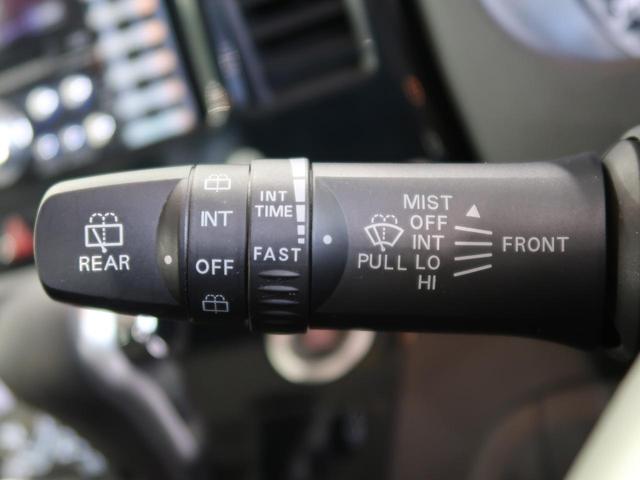 REAR
INT
OFF
INT
TIME
FAST
PULL
MIST
OFF
INT
LO
HI
FRONT